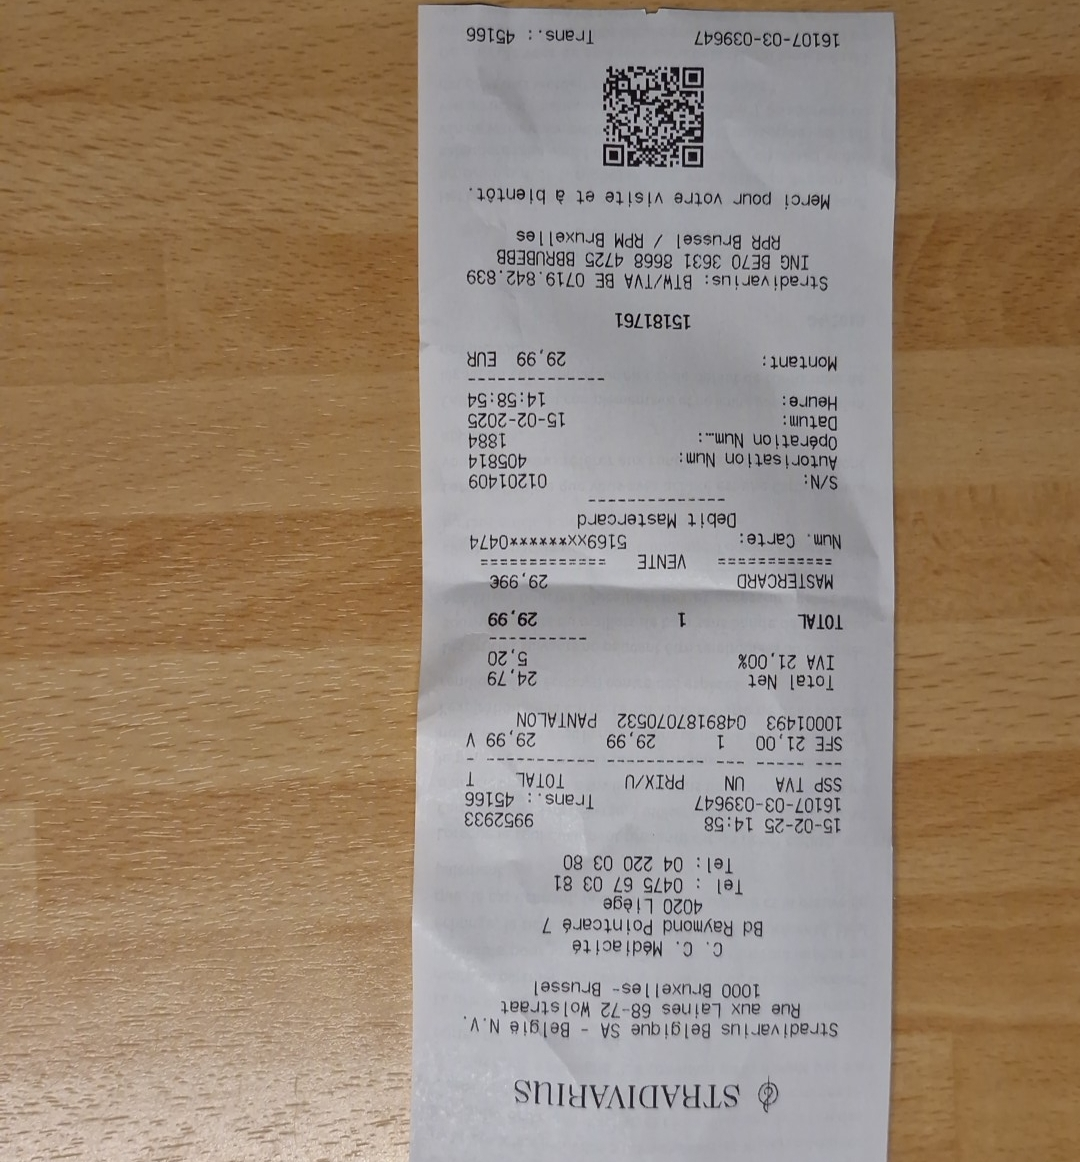 STRADIVARIUS
Stradivarius Belgique SA - België N.V.
Rue aux Laines 68-72 Wolstraat
1000 Bruxelles- Brussel
C. C. Médiacité
Bd Raymond Pointcaré 7
4020 Liège
Tel : 0475 67 03 81
Tel: 04 220 03 80
15-02-25 14:58 9952933
16107-03-039647 Trans.: 45166
SSP TVA UN PRIX/U TOTAL T
--- ----- --- ---------- ----------- -
SFE 21,00 1 29,99 29,99 V
10001493 04891870705​32 PANTALON
Total Net 24,79
IVA 21,00% 5,20
----------
TOTAL 1 29,99
MASTERCARD 29,99€
============ VENTE =============
Num. Carte: 5169xx******0474
Debit Mastercard
--------------
S/N: 01201409
Autorisation Num: 405814
Opération Num…: 1884
Datum: 15-02-2025
Heure: 14:58:54
--------------
Montant: 29,99 EUR
15181761
Stradivarius: BTW/TVA BE 0719.842.839
ING BE70 3631 8668 4725 BBRUBEBB
RPR Brussel / RPM Bruxelles
Merci pour votre visite et à bientôt.
16107-03-039647 Trans.: 45166